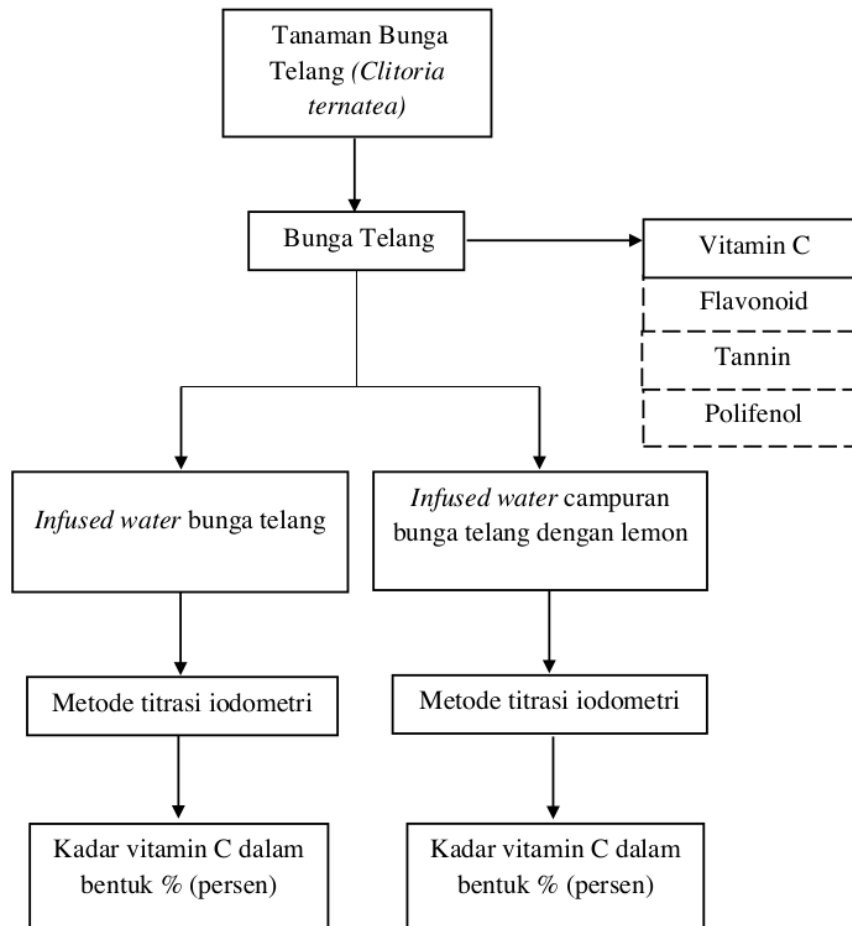 Tanaman Bunga
Telang (Clitoria
ternatea)
Bunga Telang
Vitamin C
Flavonoid
Tannin
Polifenol
Infused water bunga telang
Infused water campuran
bunga telang dengan lemon
Metode titrasi iodometri
Metode titrasi iodometri
Kadar vitamin C dalam
bentuk % (persen)
Kadar vitamin C dalam
bentuk % (persen)